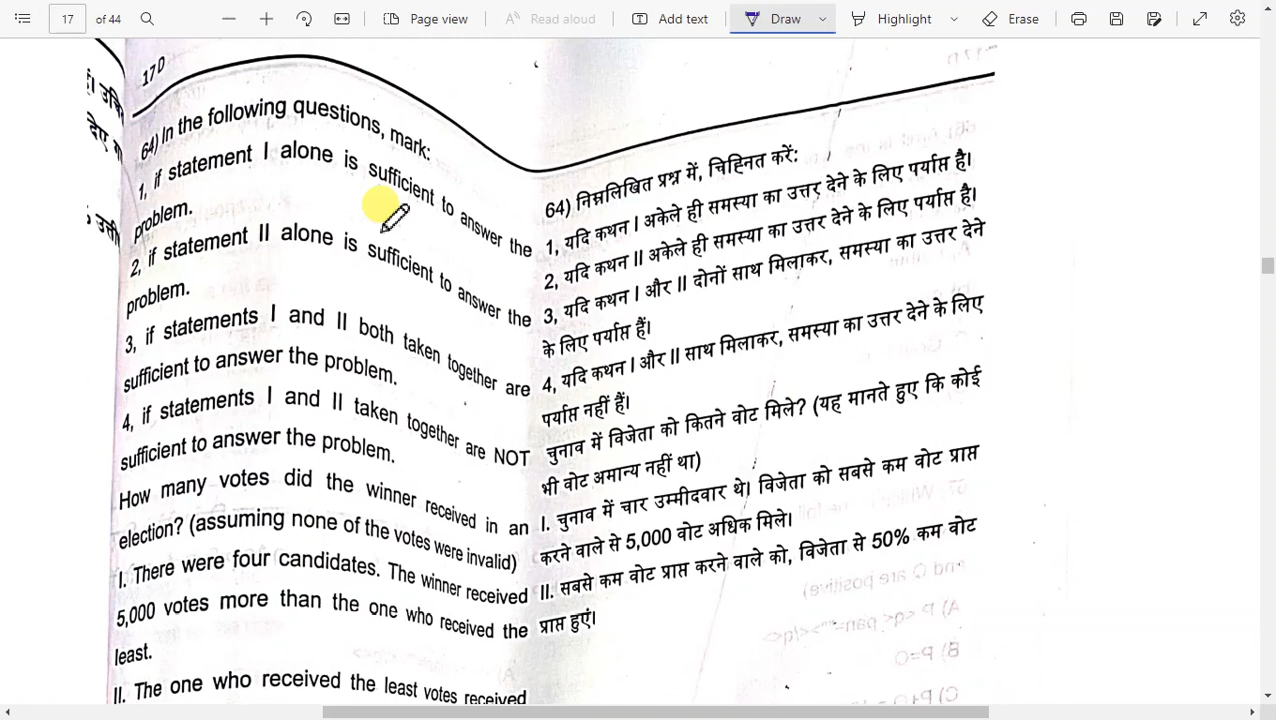 17
of 44
Page view
Read aloud
Add text
Draw
Highlight
Erase
17D
64) In the following questions, mark:
1, if statement I alone is sufficient to answer the
problem.
2, if statement II alone is sufficient to answer the
problem.
3, if statements I and II both taken together are
sufficient to answer the problem.
4, if statements I and II taken together are NOT
sufficient to answer the problem.
How many votes did the winner received in an
election? (assuming none of the votes were invalid)
I. There were four candidates. The winner received
5,000 votes more than the one who received the
least.
II. The one who received the least votes received
64) निम्नलिखित प्रश्न में, चिह्नित करें:
1, यदि कथन I अकेले ही समस्या का उत्तर देने के लिए पर्याप्त है।
2, यदि कथन II अकेले ही समस्या का उत्तर देने के लिए पर्याप्त है।
3, यदि कथन I और II दोनों साथ मिलाकर, समस्या का उत्तर देने
के लिए पर्याप्त हैं।
4, यदि कथन I और II साथ मिलाकर, समस्या का उत्तर देने के लिए
पर्याप्त नहीं हैं।
चुनाव में विजेता को कितने वोट मिले? (यह मानते हुए कि कोई
भी वोट अमान्य नहीं था)
I. चुनाव में चार उम्मीदवार थे। विजेता को सबसे कम वोट प्राप्त
करने वाले से 5,000 वोट अधिक मिले।
II. सबसे कम वोट प्राप्त करने वाले को, विजेता से 50% कम वोट
प्राप्त हुएं।